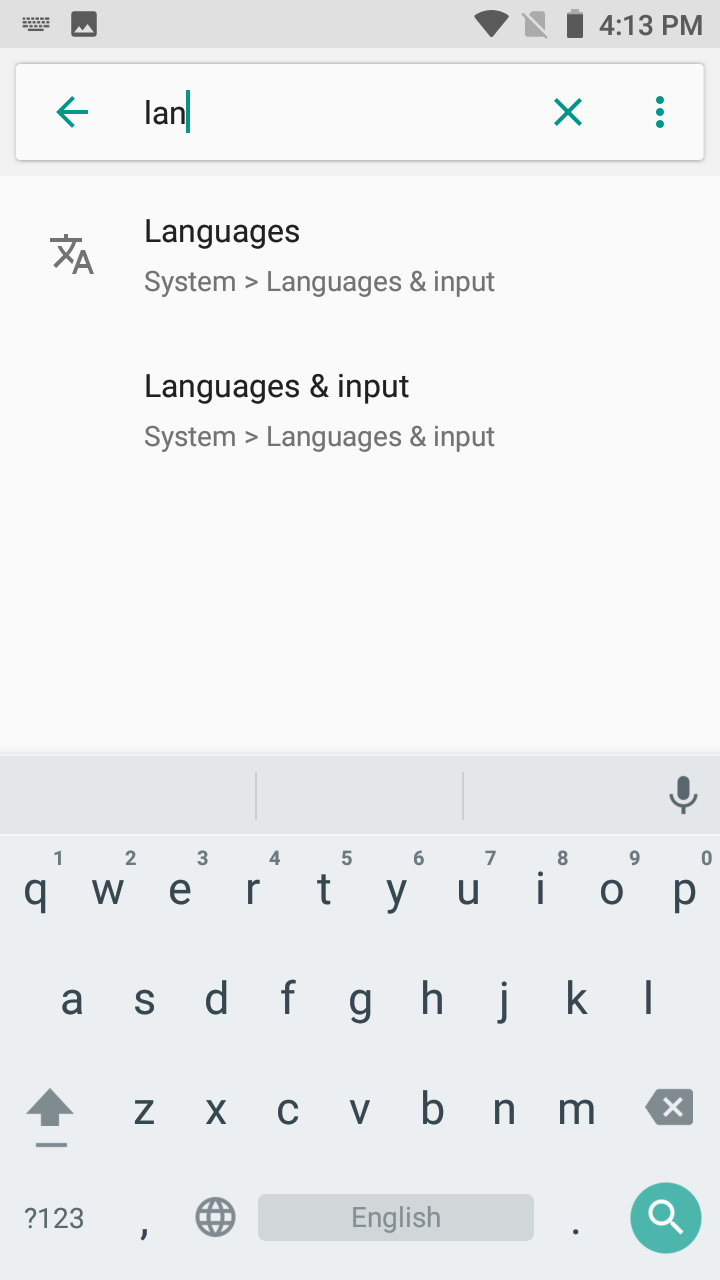 4:13 PM
lan
Languages
System > Languages & input
Languages & input
System > Languages & input
1 2 3 4 5 6 7 8 9 0
q w e r t y u i o p
a s d f g h j k l
z x c v b n m
?123 , English .